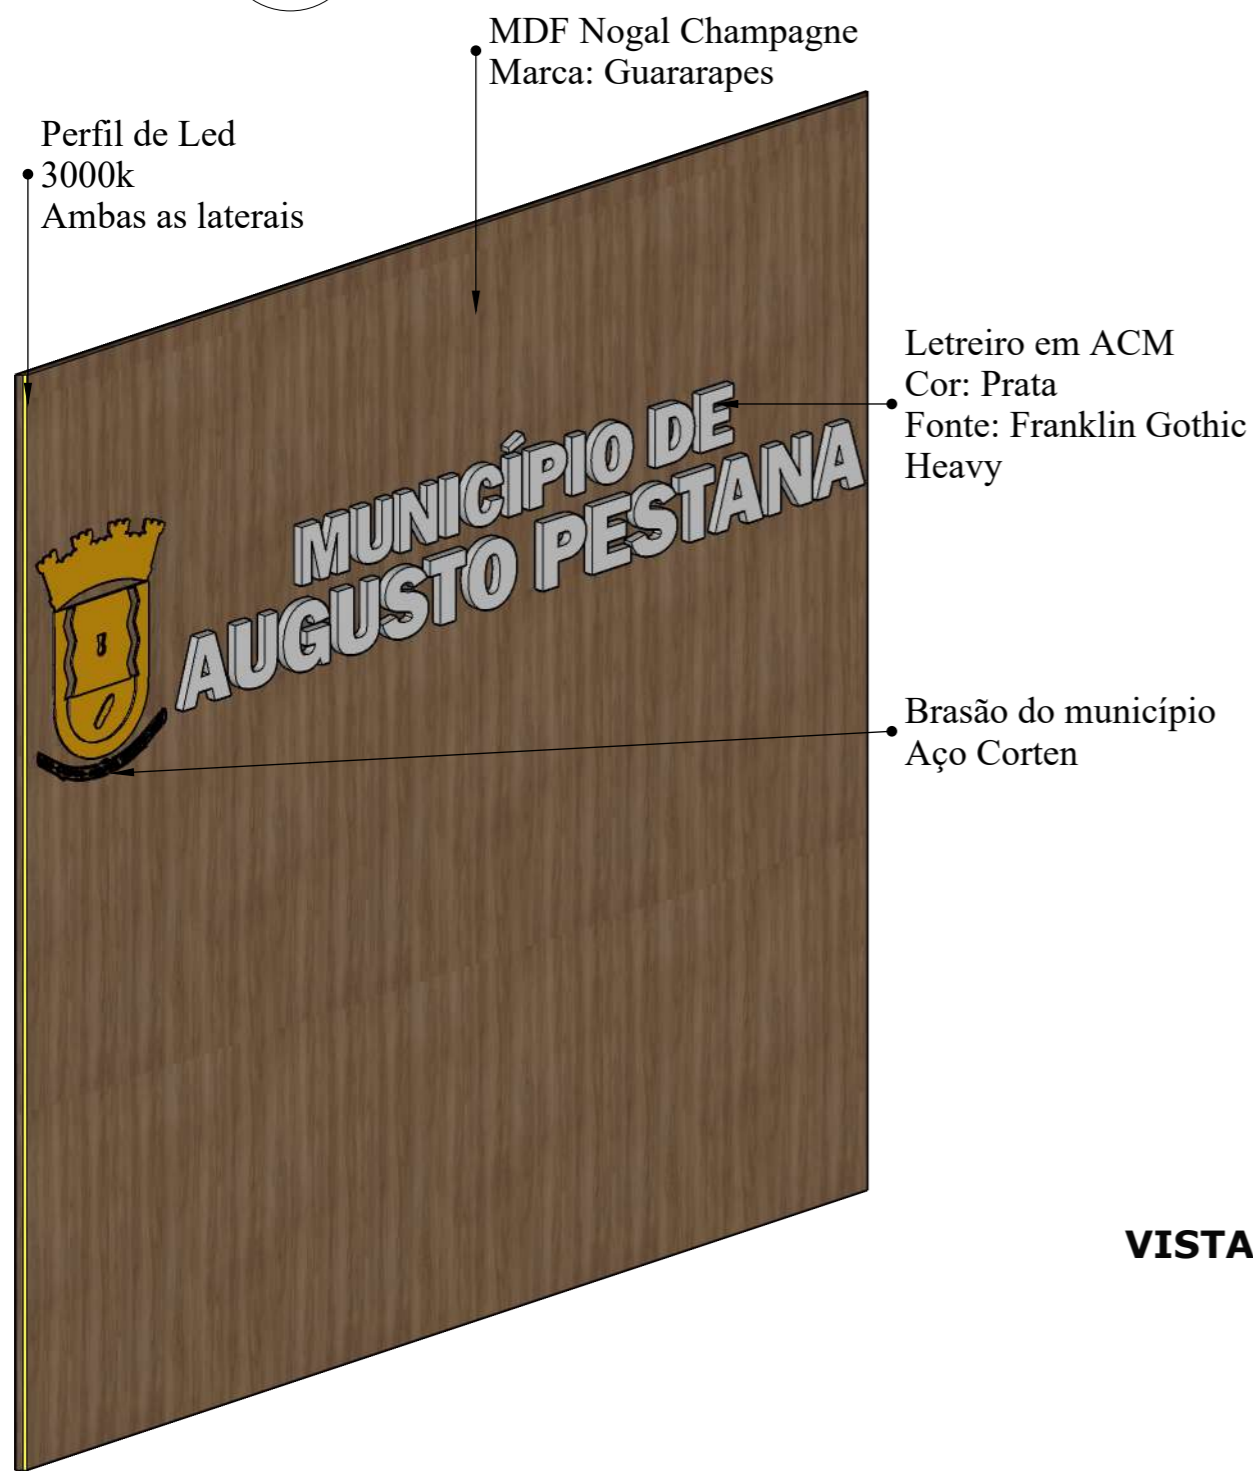 MDF Nogal Champagne
Marca: Guararapes
Perfil de Led
3000k
Ambas as laterais
Letreiro em ACM
Cor: Prata
Fonte: Franklin Gothic
Heavy
MUNICÍPIO DE
AUGUSTO PESTANA
Brasão do município
Aço Corten
VISTA